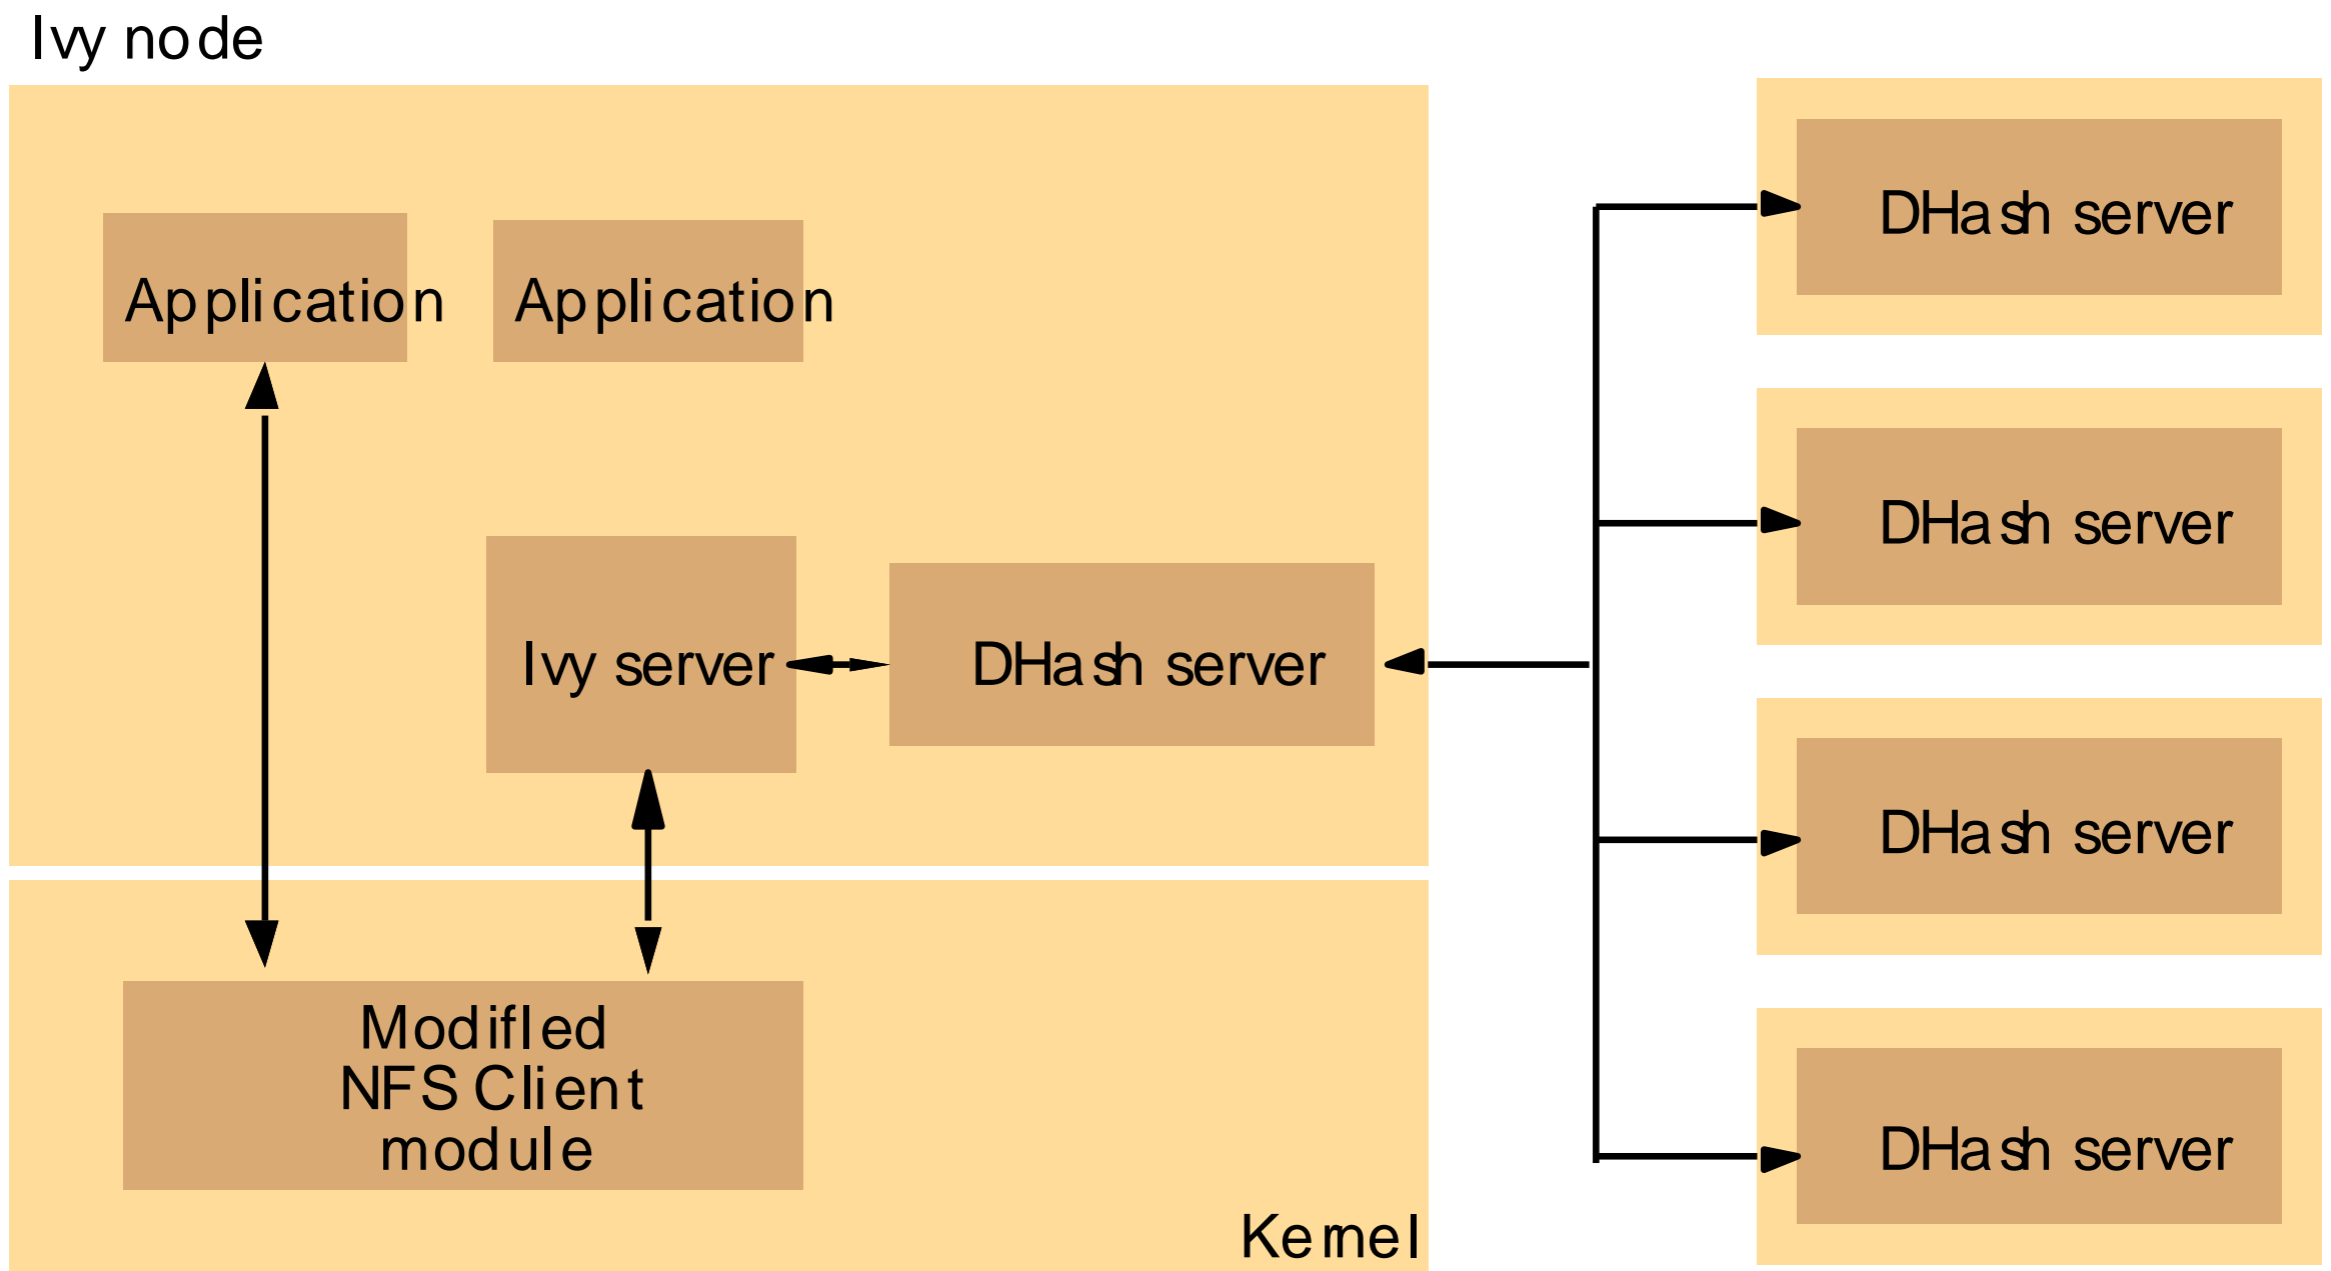 Ivy node
Application
Application
Ivy server
DHash server
Modifled
NFS Client
module
Kernel
DHash server
DHash server
DHash server
DHash server